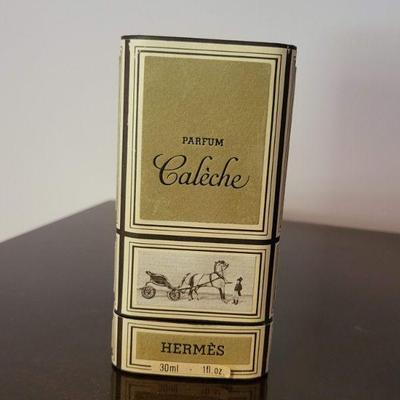 PARFUM
Calèche
HERMÈS
30ml - 1fl.oz